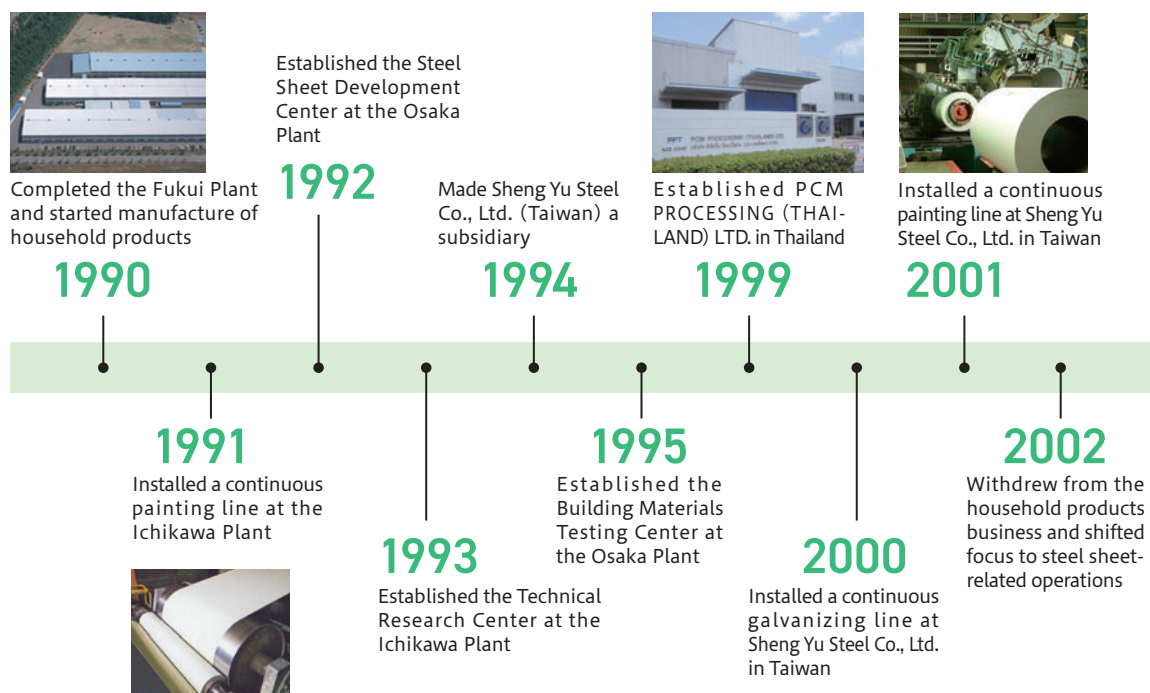 Completed the Fukui Plant
and started manufacture of
household products
1990
1991
Installed a continuous
painting line at the
Ichikawa Plant
Established the Steel
Sheet Development
Center at the Osaka
Plant
1992
1993
Established the Technical
Research Center at the
Ichikawa Plant
Made Sheng Yu Steel
Co., Ltd. (Taiwan) a
subsidiary
1994
1995
Established the
Building Materials
Testing Center at
the Osaka Plant
PPT PCM PROCESSING (THAILAND) LTD.
Established PCM
PROCESSING (THAI-
LAND) LTD. in Thailand
1999
2000
Installed a continuous
galvanizing line at
Sheng Yu Steel Co., Ltd.
in Taiwan
Installed a continuous
painting line at Sheng Yu
Steel Co., Ltd. in Taiwan
2001
2002
Withdrew from the
household products
business and shifted
focus to steel sheet-
related operations